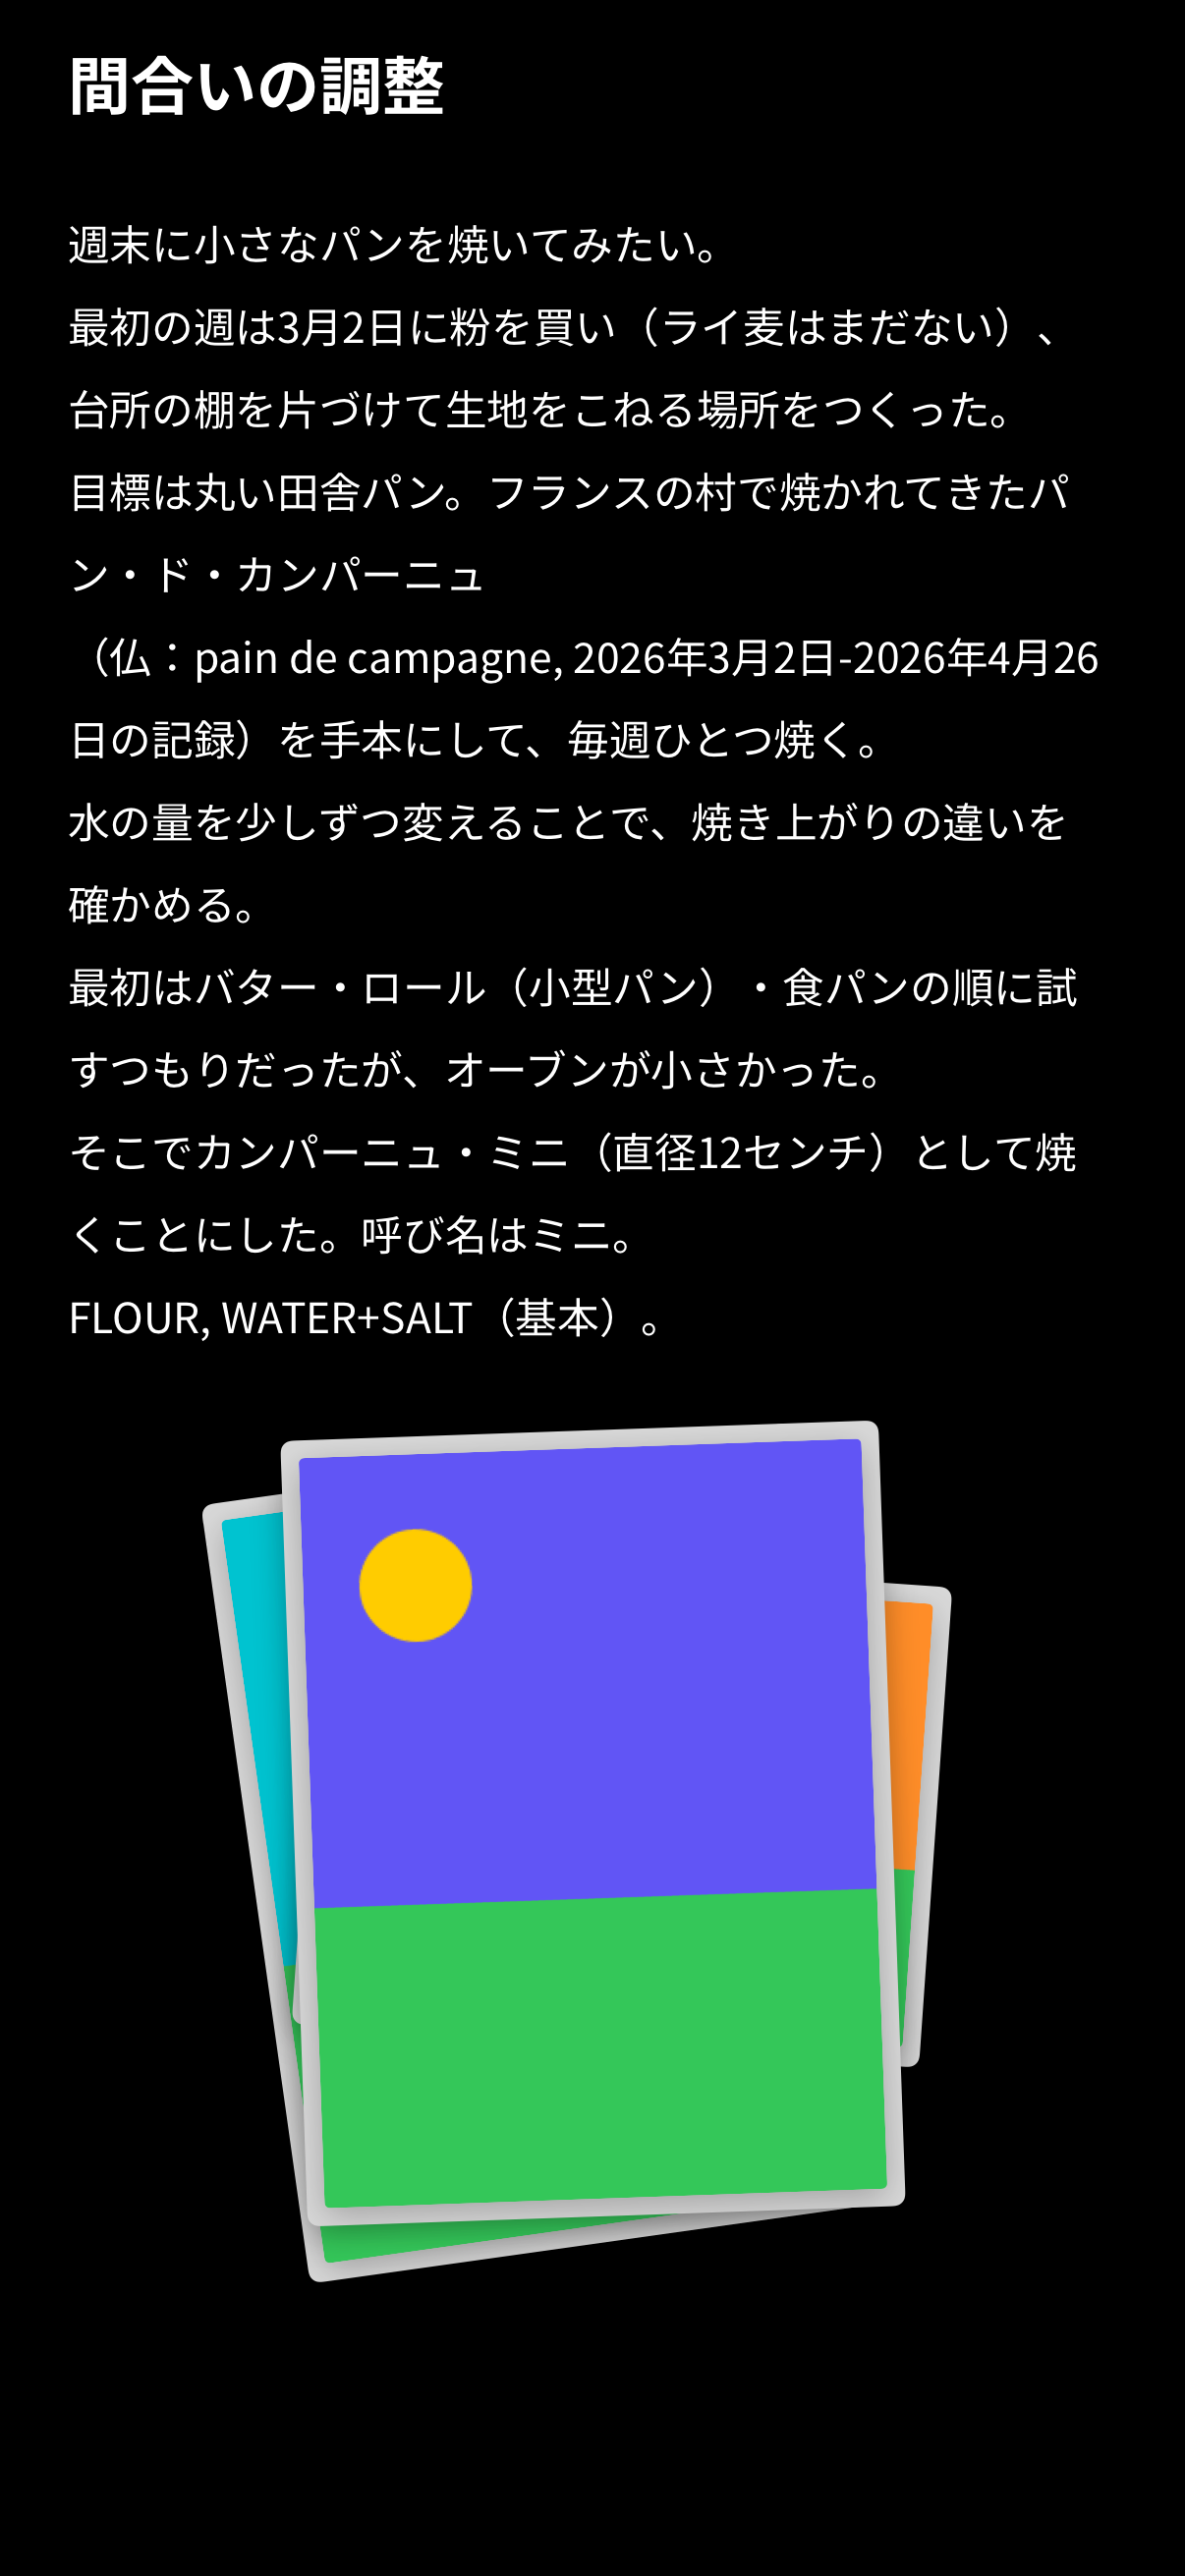 間合いの調整
週末に小さなパンを焼いてみたい。
最初の週は3月2日に粉を買い（ライ麦はまだない）、
台所の棚を片づけて生地をこねる場所をつくった。
目標は丸い田舎パン。フランスの村で焼かれてきたパ
ン・ド・カンパーニュ
（仏：pain de campagne, 2026年3月2日-2026年4月26
日の記録）を手本にして、毎週ひとつ焼く。
水の量を少しずつ変えることで、焼き上がりの違いを
確かめる。
最初はバター・ロール（小型パン）・食パンの順に試
すつもりだったが、オーブンが小さかった。
そこでカンパーニュ・ミニ（直径12センチ）として焼
くことにした。呼び名はミニ。
FLOUR, WATER+SALT（基本）。